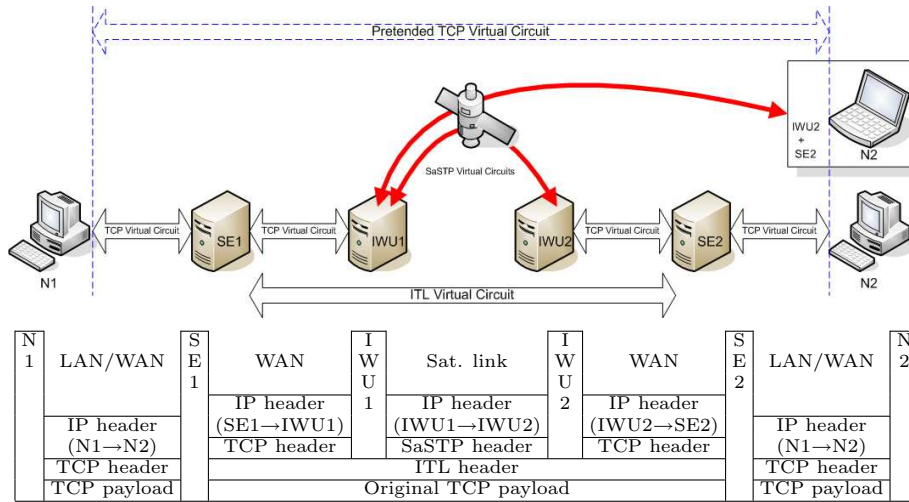 Pretended TCP Virtual Circuit
IWU2
+
SE2
N2
SaSTP Virtual Circuits
TCP Virtual Circuit
SE1
TCP Virtual Circuit
IWU1
IWU2
TCP Virtual Circuit
SE2
TCP Virtual Circuit
N1
N2
ITL Virtual Circuit
N
1
LAN/WAN
S
E
1
WAN
I
W
U
1
Sat. link
I
W
U
2
WAN
S
E
2
LAN/WAN
N
2
IP header
(SE1→IWU1)
IP header
(IWU1→IWU2)
IP header
(IWU2→SE2)
IP header
(N1→N2)
TCP header
SaSTP header
TCP header
IP header
(N1→N2)
TCP header
ITL header
TCP header
TCP payload
Original TCP payload
TCP payload